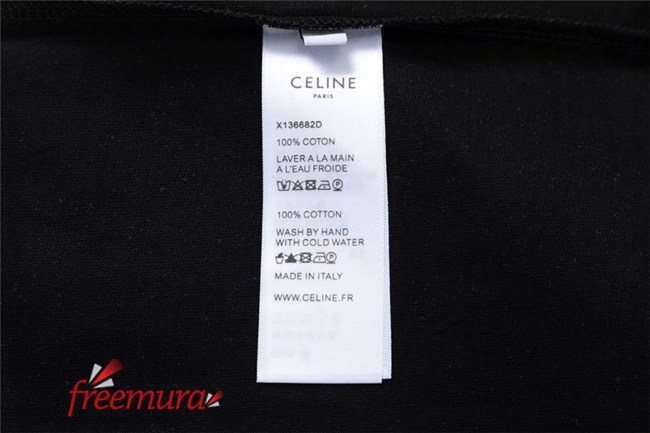 CELINE
PARIS
X136682D
100% COTON
LAVER A LA MAIN
A L'EAU FROIDE
100% COTTON
WASH BY HAND
WITH COLD WATER
MADE IN ITALY
WWW.CELINE.FR
freemura